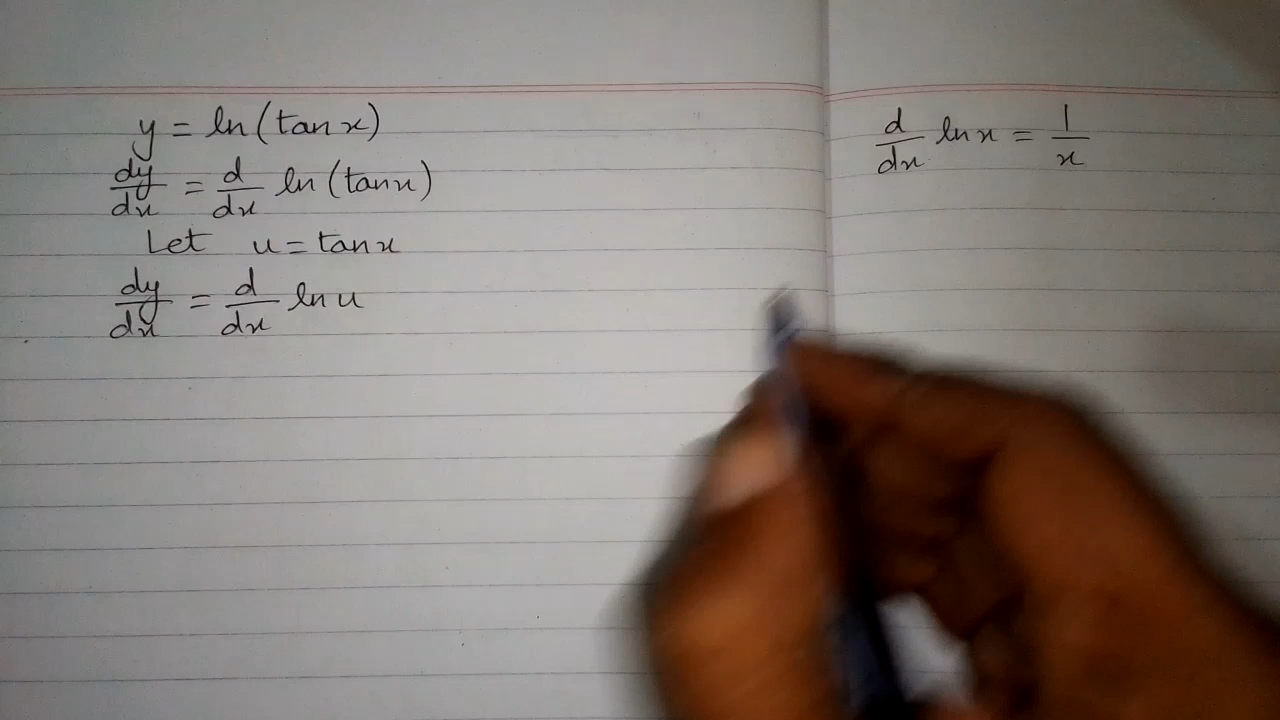 y = ln(tan x)
dy/dx = d/dx ln(tan x)
Let u = tan x
dy/dx = d/dx ln u
d/dx ln x = 1/x